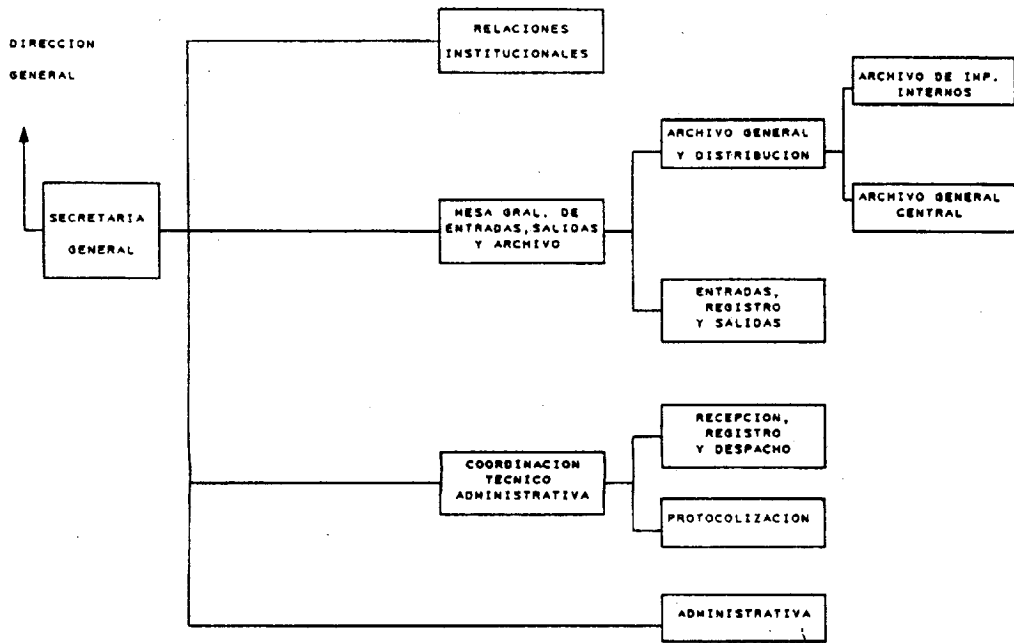 DIRECCION
GENERAL
SECRETARIA
GENERAL
RELACIONES
INSTITUCIONALES
MESA GRAL. DE
ENTRADAS, SALIDAS
Y ARCHIVO
ARCHIVO GENERAL
Y DISTRIBUCION
ARCHIVO DE IMP.
INTERNOS
ARCHIVO GENERAL
CENTRAL
ENTRADAS,
REGISTRO
Y SALIDAS
COORDINACION
TECNICO
ADMINISTRATIVA
RECEPCION,
REGISTRO
Y DESPACHO
PROTOCOLIZACION
ADMINISTRATIVA